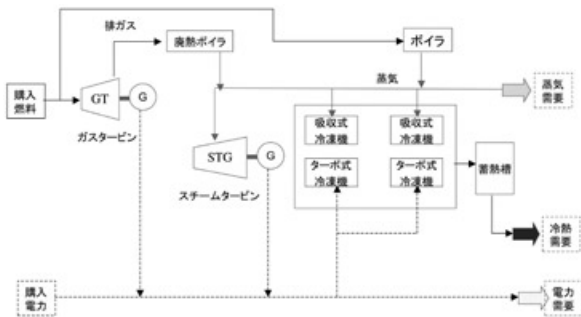 排ガス
廃熱ボイラ
ボイラ
蒸気
蒸気
需要
購入
燃料
GT
G
ガスタービン
吸収式
冷凍機
吸収式
冷凍機
STG
G
ターボ式
冷凍機
ターボ式
冷凍機
蓄熱槽
スチームタービン
冷熱
需要
購入
電力
電力
需要